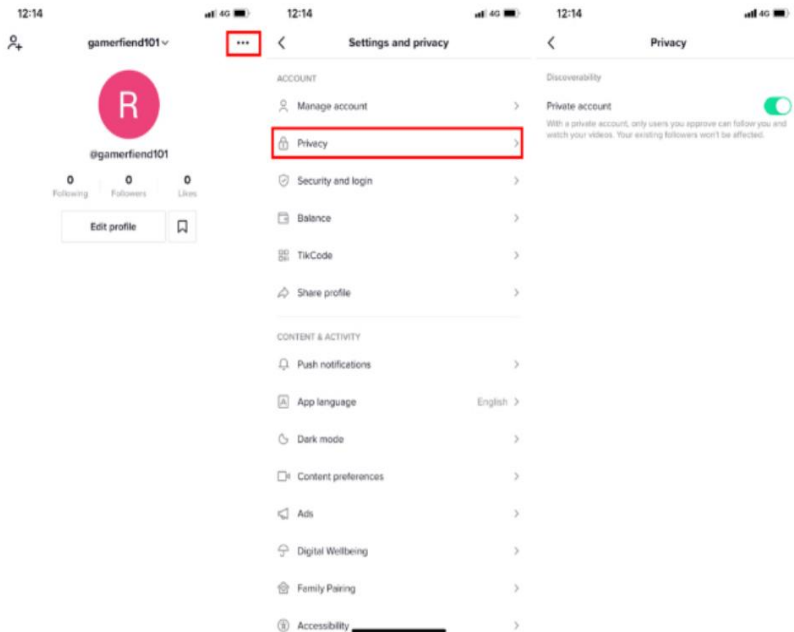 12:14
4G
gamerfiend101
R
@gamerfiend101
0 0 0
Following Followers Likes
Edit profile
12:14
4G
Settings and privacy
ACCOUNT
Manage account
Privacy
Security and login
Balance
TikCode
Share profile
CONTENT & ACTIVITY
Push notifications
App language English
Dark mode
Content preferences
Ads
Digital Wellbeing
Family Pairing
Accessibility
12:14
4G
Privacy
Discoverability
Private account
With a private account, only users you approve can follow you and
watch your videos. Your existing followers won't be affected.